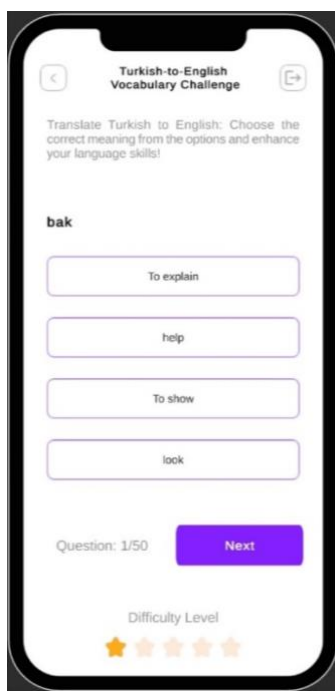 Turkish-to-English
Vocabulary Challenge
Translate Turkish to English: Choose the
correct meaning from the options and enhance
your language skills!
bak
To explain
help
To show
look
Question: 1/50
Next
Difficulty Level